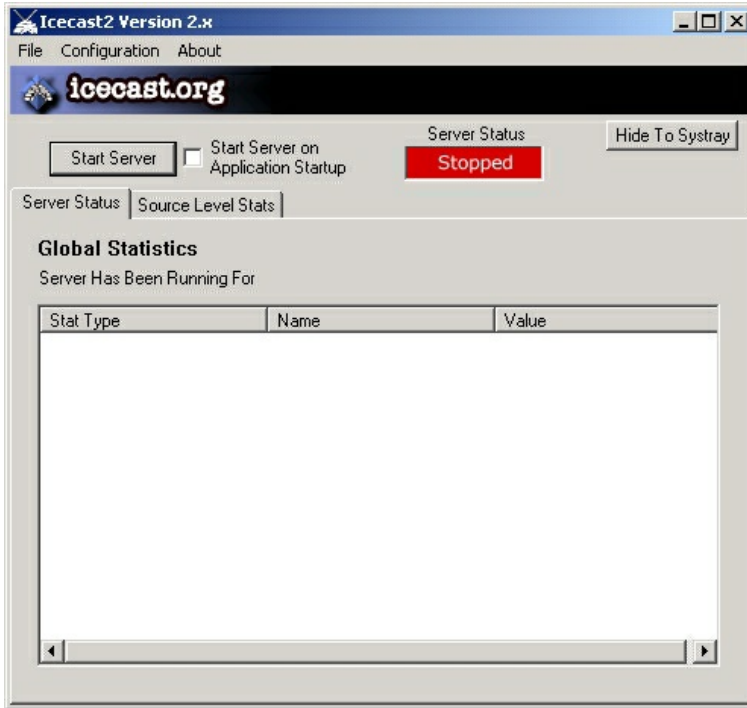 Icecast2 Version 2.x
File Configuration About
icecast.org
Start Server
Start Server on
Application Startup
Server Status
Stopped
Hide To Systray
Server Status Source Level Stats
Global Statistics
Server Has Been Running For
Stat Type Name Value